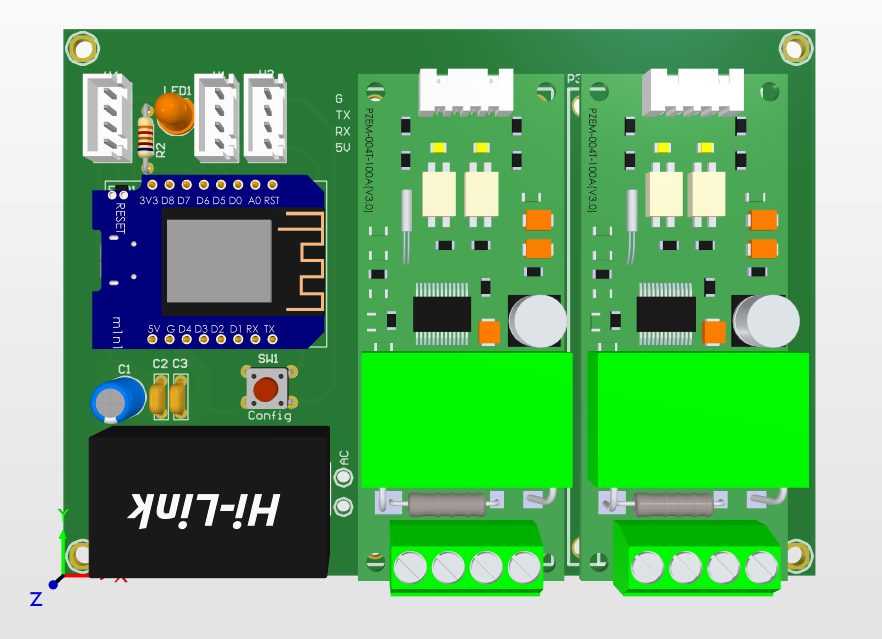 LED1
R2
G
TX
RX
5V
RESET
3V3 D8 D7 D6 D5 D0 A0 RST
mini
5V G D4 D3 D2 D1 RX TX
C1
C2 C3
SW1
Config
AC
Hi-Link
PZEM-004T-100A(V3.0)
P3
PZEM-004T-100A(V3.0)
Y
X
Z